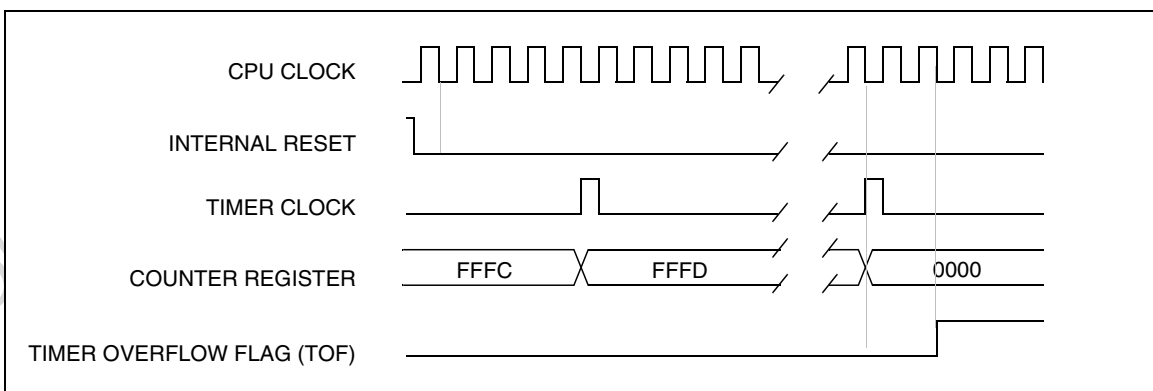 CPU CLOCK
INTERNAL RESET
TIMER CLOCK
COUNTER REGISTER
FFFC
FFFD
0000
TIMER OVERFLOW FLAG (TOF)